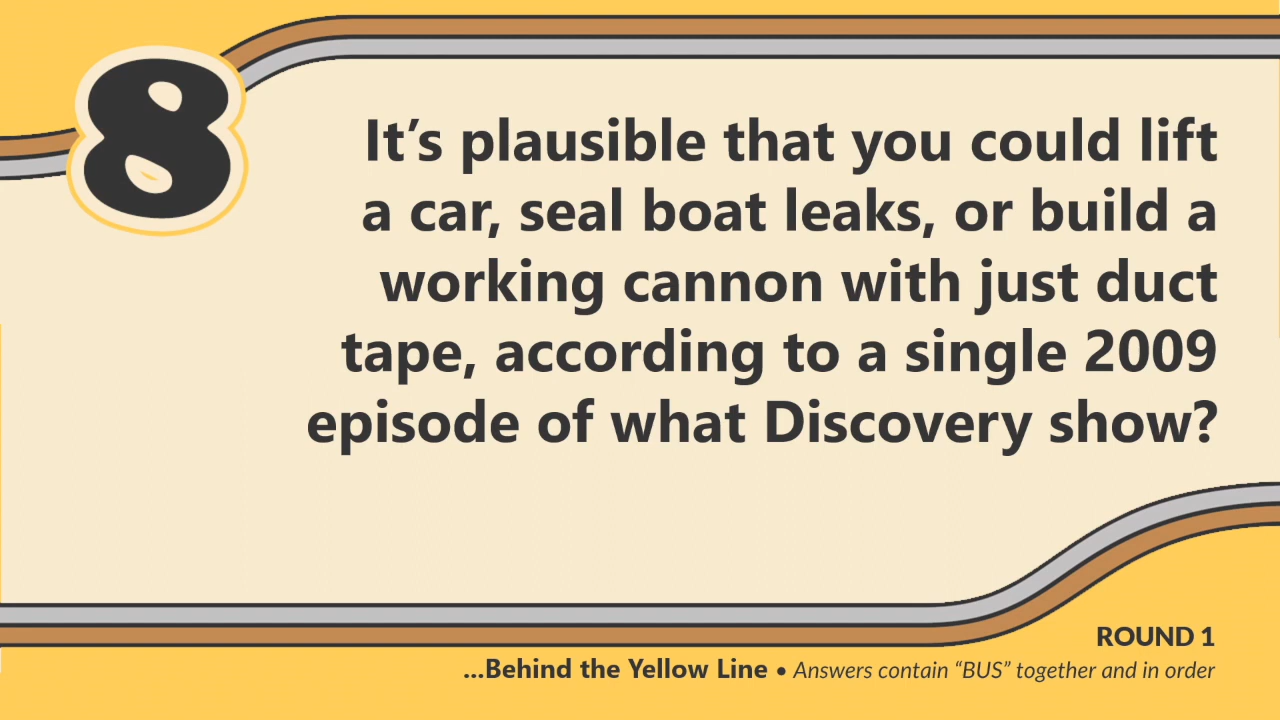 8
It’s plausible that you could lift
a car, seal boat leaks, or build a
working cannon with just duct
tape, according to a single 2009
episode of what Discovery show?
ROUND 1
...Behind the Yellow Line • Answers contain “BUS” together and in order